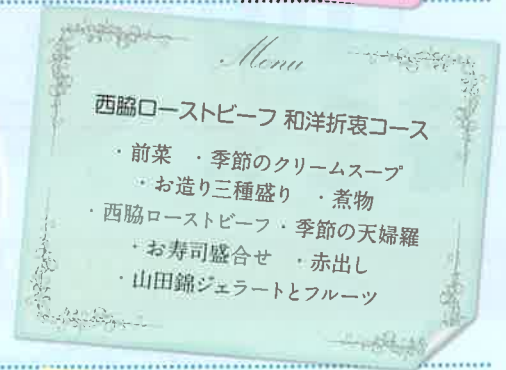 Menu
西脇ローストビーフ 和洋折衷コース
・前菜 ・季節のクリームスープ
・お造り三種盛り ・煮物
・西脇ローストビーフ・季節の天婦羅
・お寿司盛合せ ・赤出し
・山田錦ジェラートとフルーツ